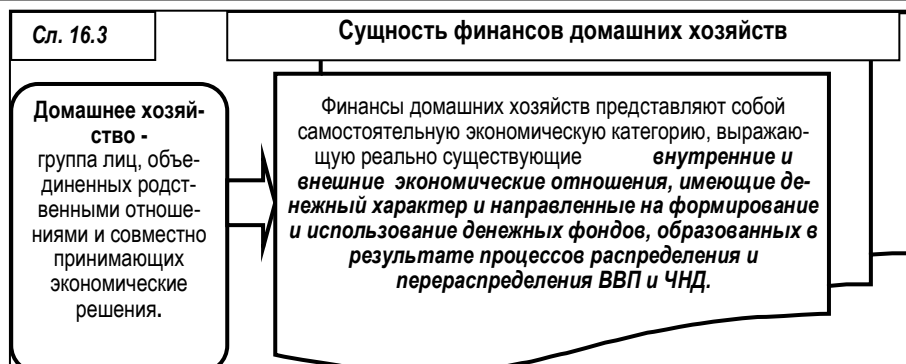 Сл. 16.3
Сущность финансов домашних хозяйств
Домашнее хозяй-
ство -
группа лиц, объе-
диненных родст-
венными отноше-
ниями и совместно
принимающих
экономические
решения.
Финансы домашних хозяйств представляют собой
самостоятельную экономическую категорию, выражаю-
щую реально существующие внутренние и
внешние экономические отношения, имеющие де-
нежный характер и направленные на формирование
и использование денежных фондов, образованных в
результате процессов распределения и
перераспределения ВВП и ЧНД.